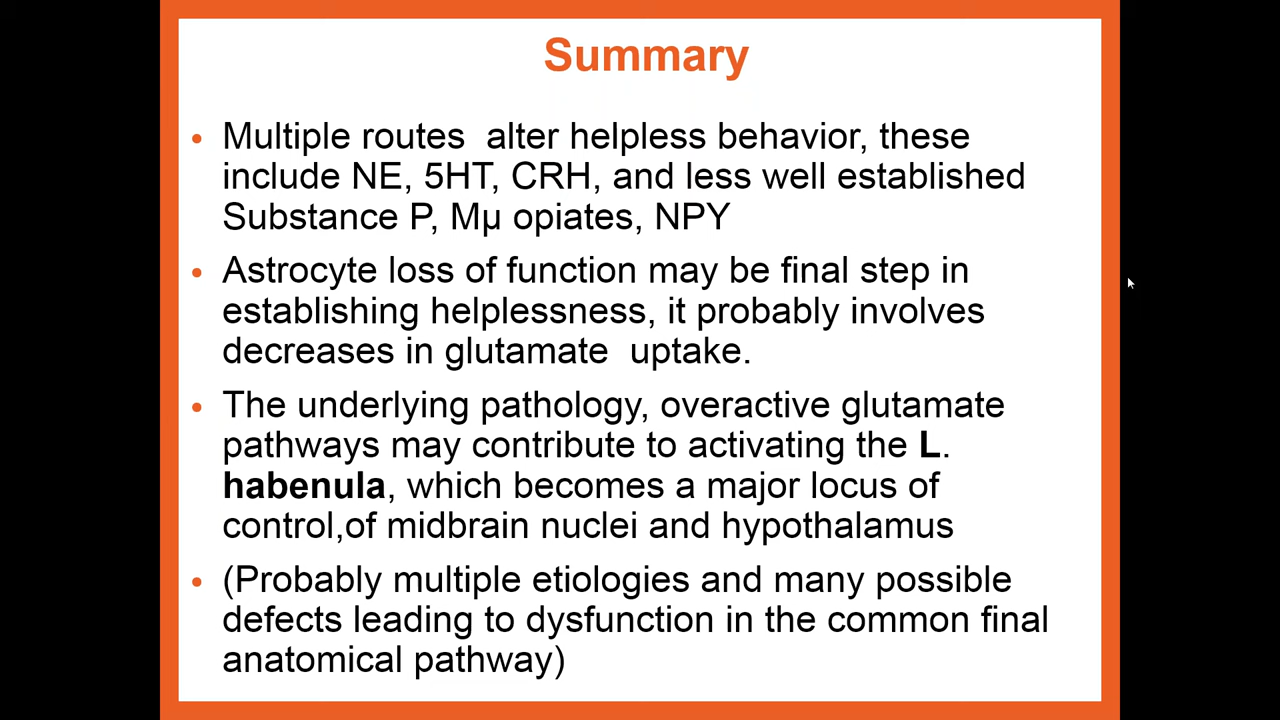 Summary
• Multiple routes  alter helpless behavior, these
include NE, 5HT, CRH, and less well established
Substance P, Mµ opiates, NPY
• Astrocyte loss of function may be final step in
establishing helplessness, it probably involves
decreases in glutamate  uptake.
• The underlying pathology, overactive glutamate
pathways may contribute to activating the L.
habenula, which becomes a major locus of
control,of midbrain nuclei and hypothalamus
• (Probably multiple etiologies and many possible
defects leading to dysfunction in the common final
anatomical pathway)